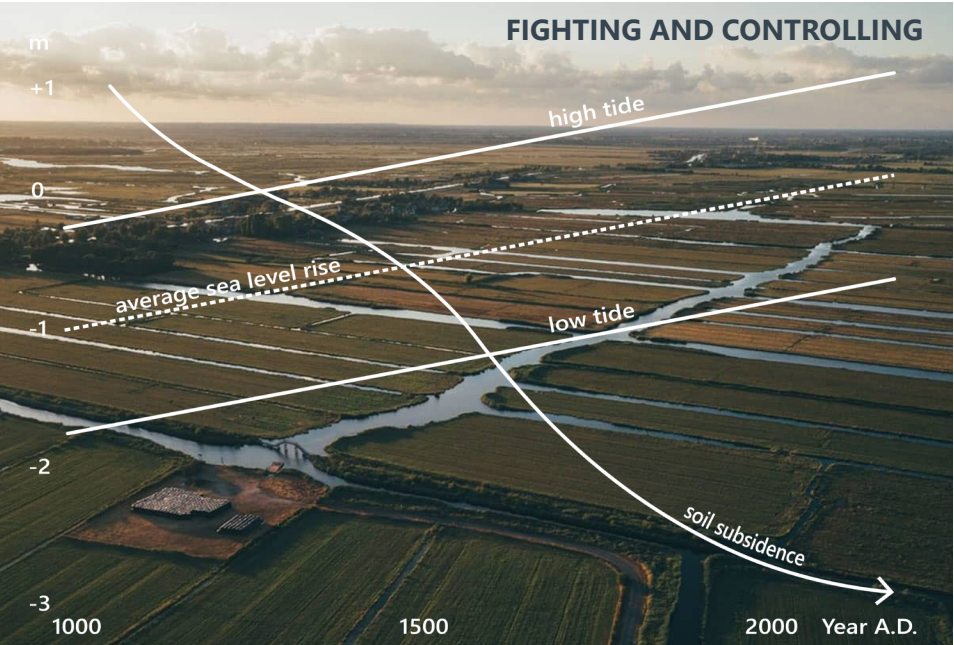 FIGHTING AND CONTROLLING
m
+1
high tide
0
average sea level rise
-1
low tide
-2
soil subsidence
-3
1000 1500 2000 Year A.D.